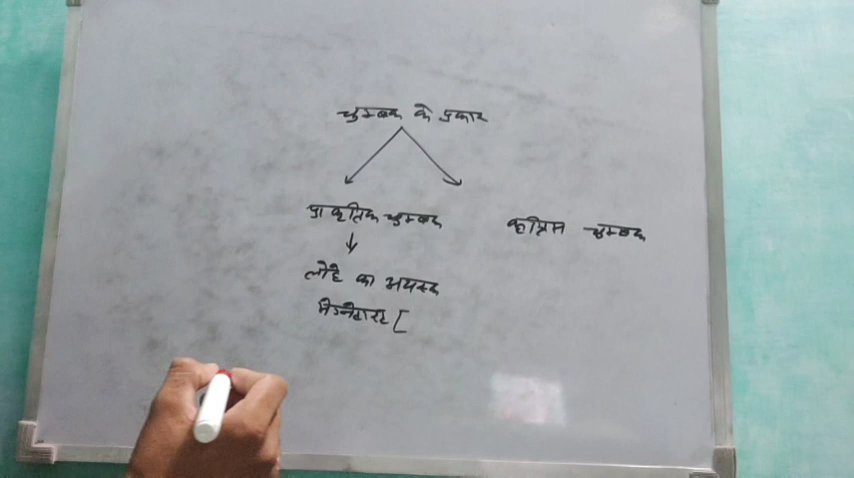 चुम्बक के प्रकार
प्राकृतिक चुम्बक
कृत्रिम चुम्बक
लोहे का अयस्क
मेग्नेटाइट [